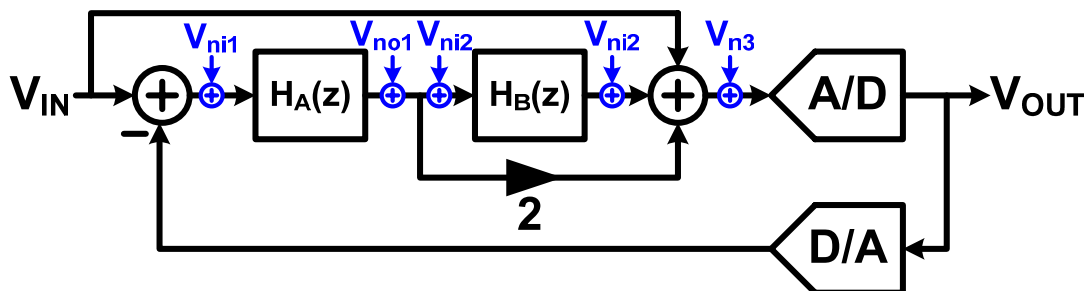 Vni1
Vno1
Vni2
Vni2
Vn3
VIN
+
HA(z)
HB(z)
+
A/D
VOUT
−
2
D/A